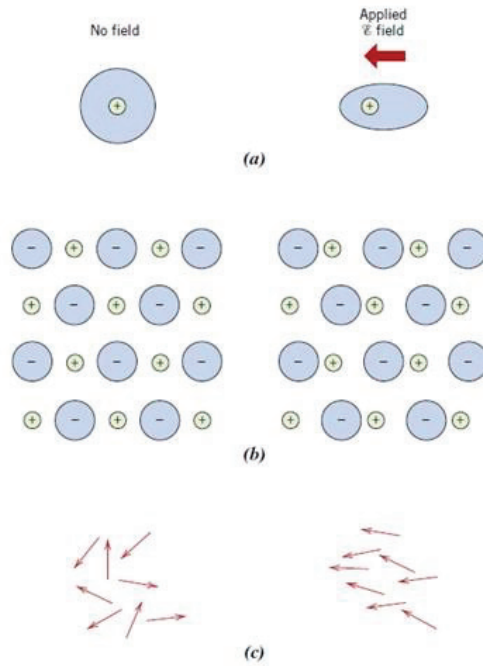 No field
Applied
ℰ field
+
+
(a)
− + − + −
− + − + −
+ − + − +
+ − + − +
− + − + −
− + − + −
+ − + − +
+ − + − +
(b)
(c)